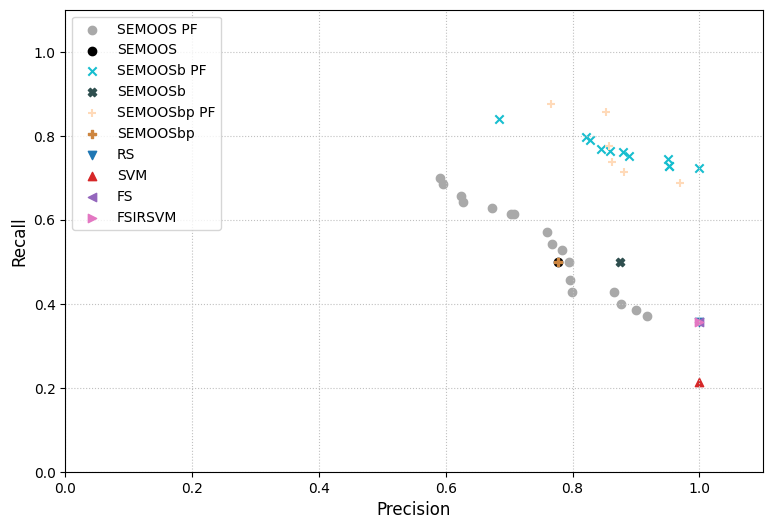 SEMOOS PF
SEMOOS
SEMOOSb PF
SEMOOSb
SEMOOSbp PF
SEMOOSbp
RS
SVM
FS
FSIRSVM
1.0
0.8
0.6
0.4
0.2
0.0
Recall
0.0 0.2 0.4 0.6 0.8 1.0
Precision